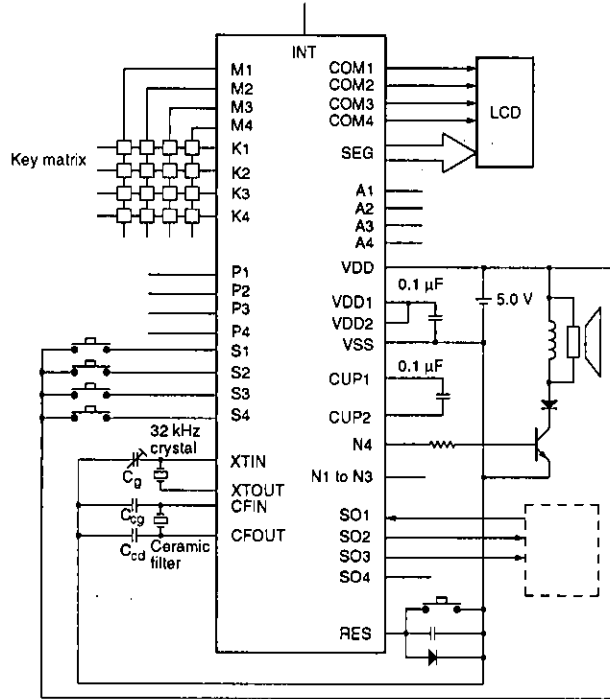 INT
M1
M2
M3
M4
Key matrix
K1
K2
K3
K4
P1
P2
P3
P4
S1
S2
S3
S4
32 kHz
crystal
XTIN
Cg
XTOUT
Ccg
CFIN
CFOUT
Ccd
Ceramic
filter
COM1
COM2
COM3
COM4
LCD
SEG
A1
A2
A3
A4
VDD
0.1 µF
5.0 V
VDD1
VDD2
VSS
0.1 µF
CUP1
CUP2
N4
N1 to N3
SO1
SO2
SO3
SO4
RES